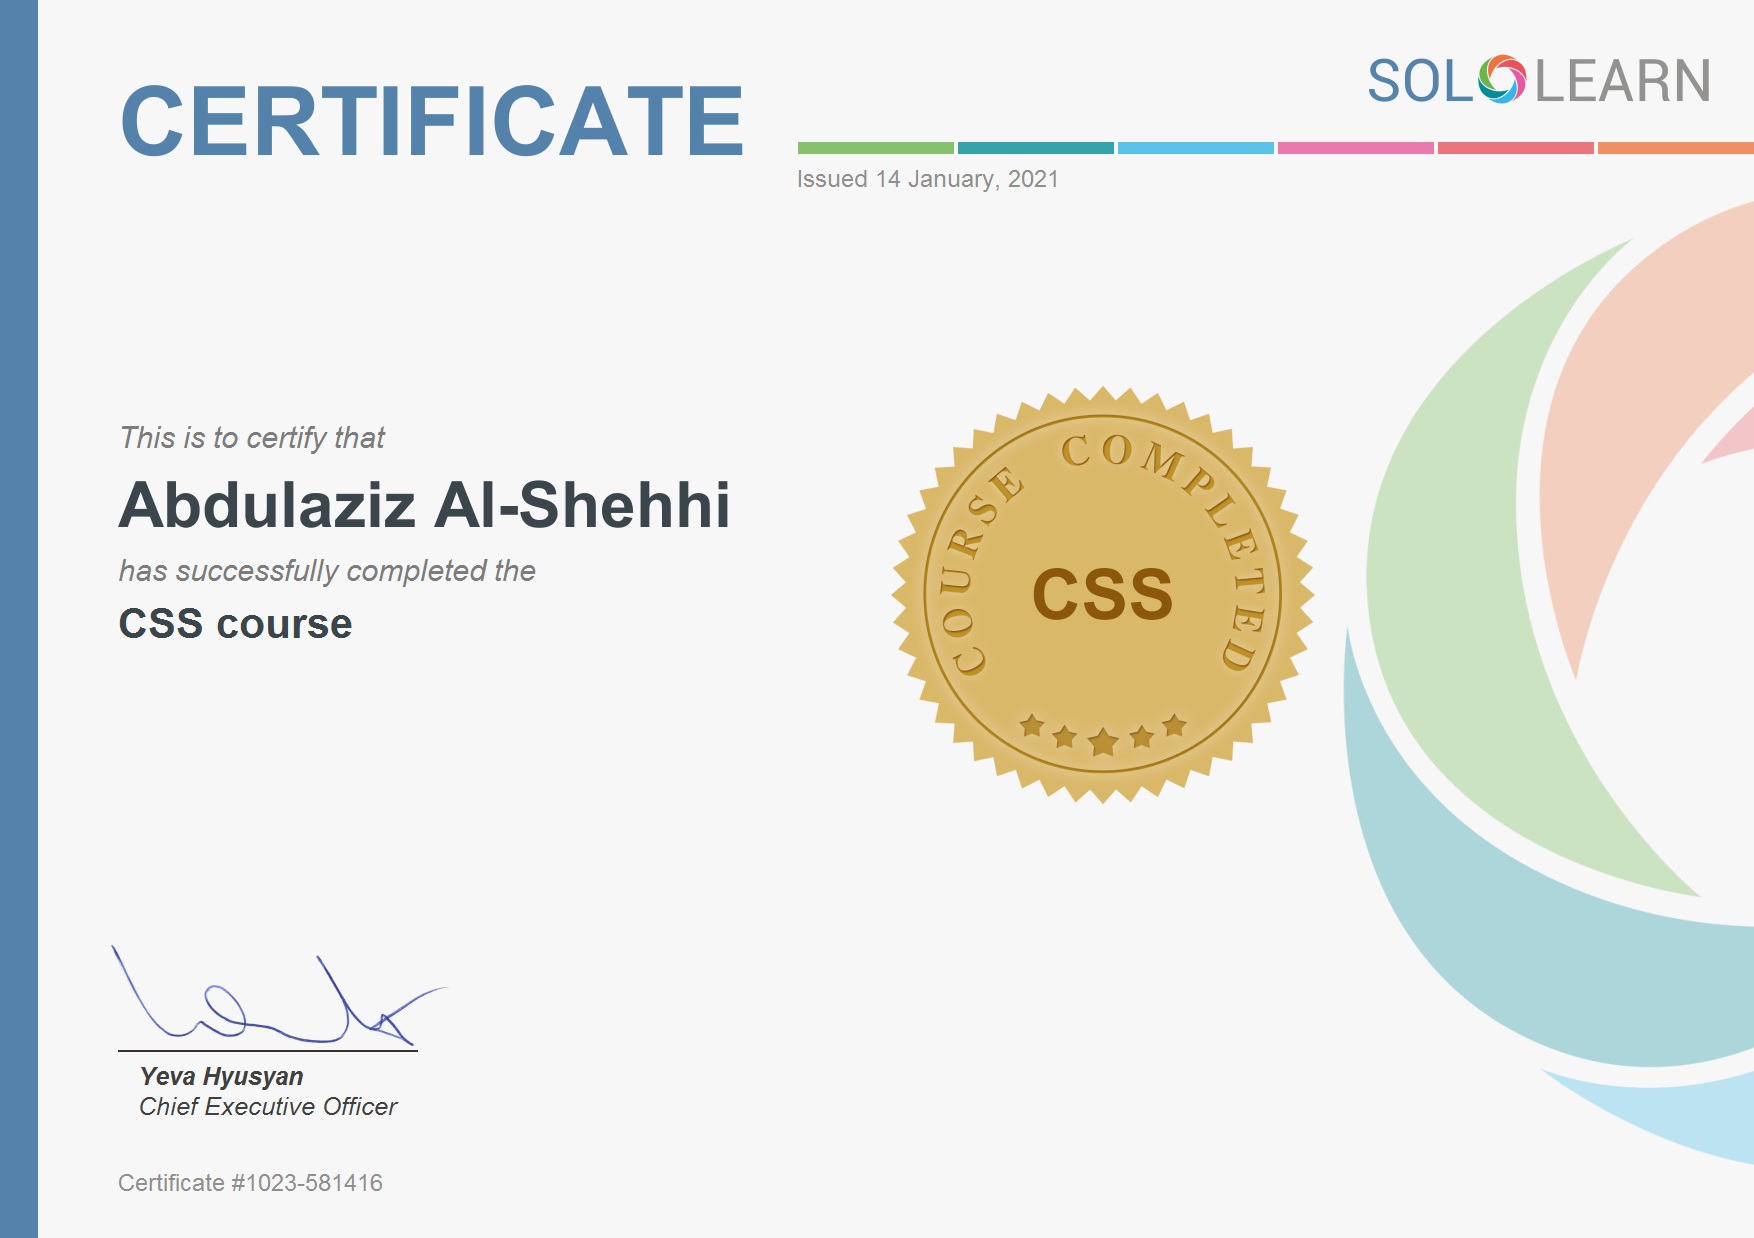 CERTIFICATE
SOLOLEARN
Issued 14 January, 2021
This is to certify that
Abdulaziz Al-Shehhi
has successfully completed the
CSS course
COURSE COMPLETED
CSS
Yeva Hyusyan
Chief Executive Officer
Certificate #1023-581416